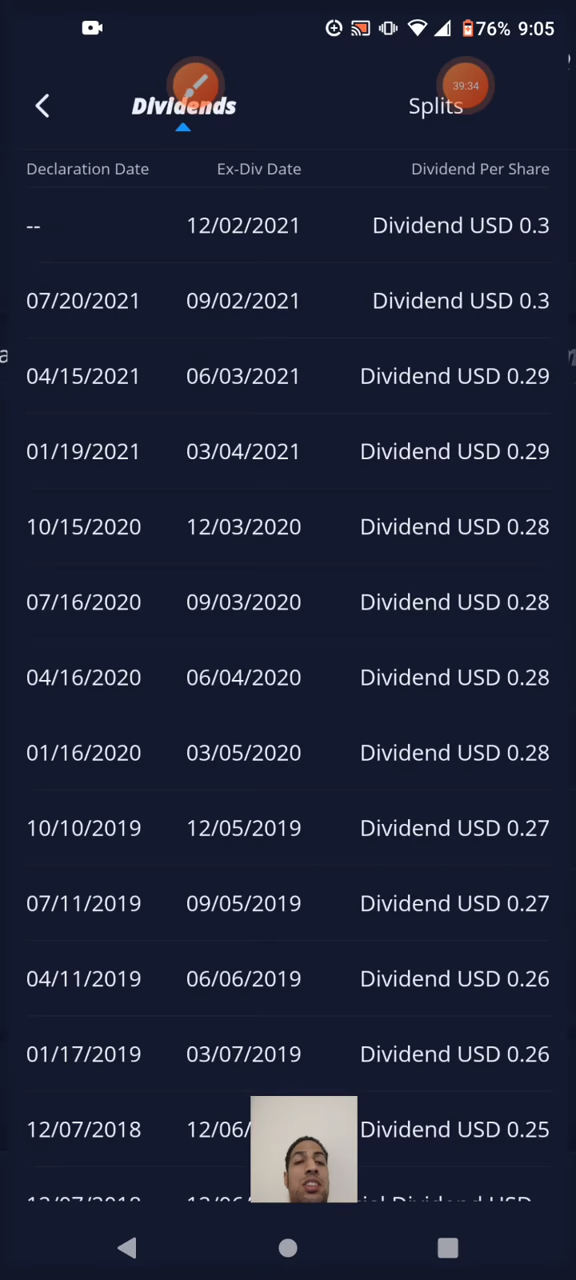 76% 9:05
Dividends Splits
39:34
Declaration Date Ex-Div Date Dividend Per Share
-- 12/02/2021 Dividend USD 0.3
07/20/2021 09/02/2021 Dividend USD 0.3
04/15/2021 06/03/2021 Dividend USD 0.29
01/19/2021 03/04/2021 Dividend USD 0.29
10/15/2020 12/03/2020 Dividend USD 0.28
07/16/2020 09/03/2020 Dividend USD 0.28
04/16/2020 06/04/2020 Dividend USD 0.28
01/16/2020 03/05/2020 Dividend USD 0.28
10/10/2019 12/05/2019 Dividend USD 0.27
07/11/2019 09/05/2019 Dividend USD 0.27
04/11/2019 06/06/2019 Dividend USD 0.26
01/17/2019 03/07/2019 Dividend USD 0.26
12/07/2018 12/06/ Dividend USD 0.25
Dividend USD